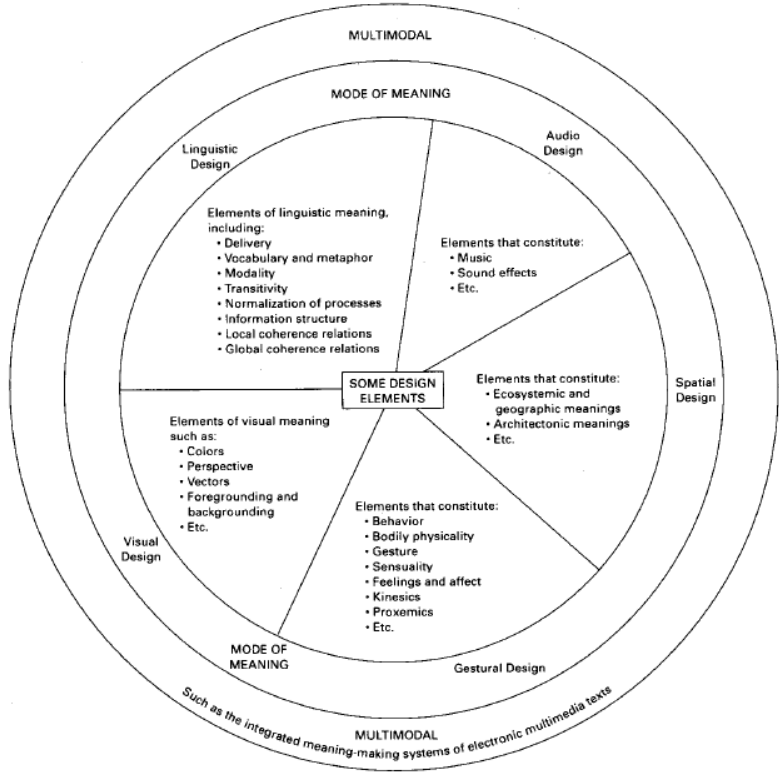 MULTIMODAL
MODE OF MEANING
Linguistic
Design
Audio
Design
Elements of linguistic meaning,
including:
• Delivery
• Vocabulary and metaphor
• Modality
• Transitivity
• Normalization of processes
• Information structure
• Local coherence relations
• Global coherence relations
Elements that constitute:
• Music
• Sound effects
• Etc.
SOME DESIGN
ELEMENTS
Elements that constitute:
• Ecosystemic and
geographic meanings
• Architectonic meanings
• Etc.
Spatial
Design
Elements of visual meaning
such as:
• Colors
• Perspective
• Vectors
• Foregrounding and
backgrounding
• Etc.
Visual
Design
Elements that constitute:
• Behavior
• Bodily physicality
• Gesture
• Sensuality
• Feelings and affect
• Kinesics
• Proxemics
• Etc.
MODE OF
MEANING
Gestural Design
MULTIMODAL
Such as the integrated meaning-making systems of electronic multimedia texts